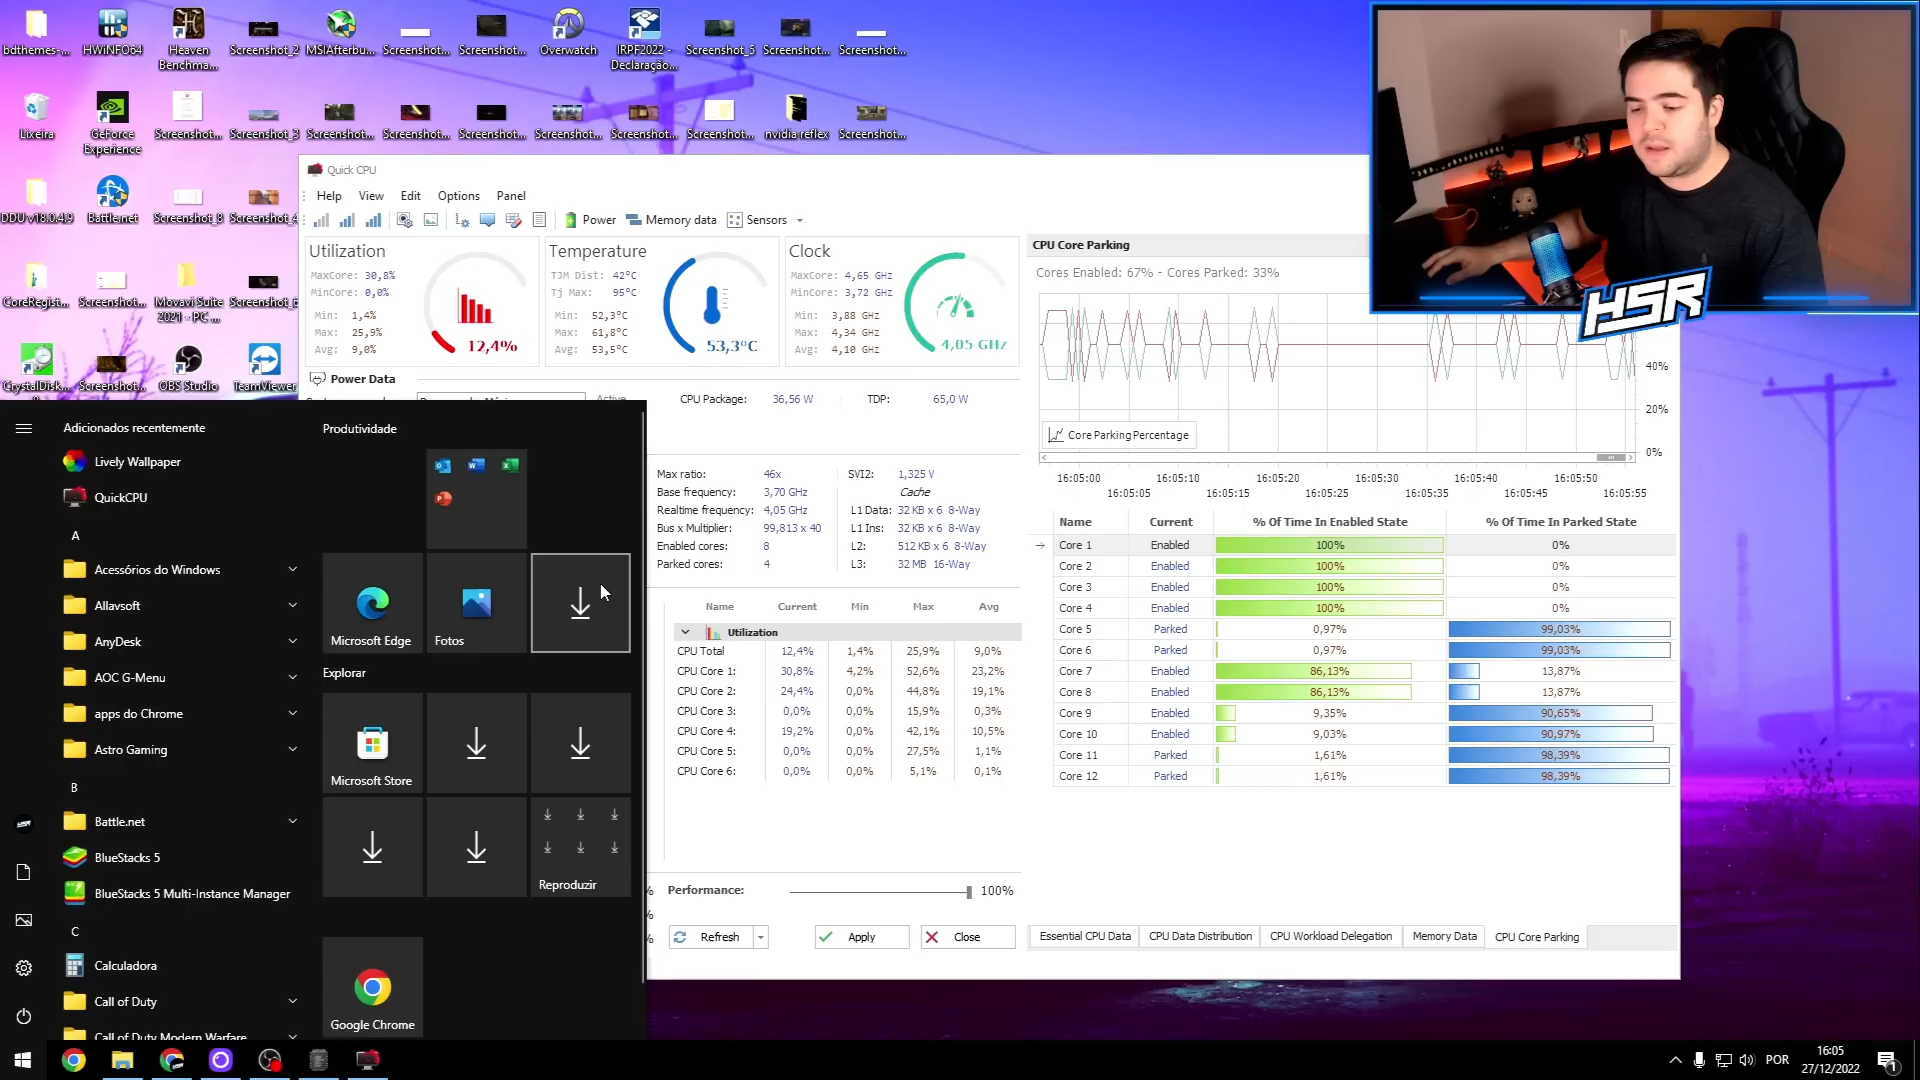 bdthemes-...
HWiNFO64
Heaven Benchma...
Screenshot_2
MSIAfterbu...
Screenshot...
Screenshot...
Overwatch
IRPF2022 - Declaração...
Screenshot_5
Screenshot...
Screenshot...
Lixeira
GeForce Experience
Screenshot...
Screenshot_3
Screenshot...
Screenshot...
Screenshot...
Screenshot...
Screenshot...
Screenshot...
nvidia reflex
Screenshot...
DDU v18.0.4.9
Battle.net
Screenshot_8
Screenshot_4
CoreRegist...
Screenshot...
Movavi Suite 2021 - PC ...
Screenshot_6
CrystalDisk...
Screenshot...
OBS Studio
TeamViewer
HSR
Quick CPU
Help View Edit Options Panel
Power Memory data Sensors
Utilization
MaxCore: 30,8%
MinCore: 0,0%
Min: 1,4%
Max: 25,9%
Avg: 9,0%
12,4%
Temperature
TJM Dist: 42°C
Tj Max: 95°C
Min: 52,3°C
Max: 61,8°C
Avg: 53,5°C
53,3°C
Clock
MaxCore: 4,65 GHz
MinCore: 3,72 GHz
Min: 3,88 GHz
Max: 4,34 GHz
Avg: 4,10 GHz
4,05 GHz
Power Data
Active
CPU Package: 36,56 W TDP: 65,0 W
Max ratio: 46x SVI2: 1,325 V
Base frequency: 3,70 GHz Cache
Realtime frequency: 4,05 GHz L1 Data: 32 KB x 6 8-Way
Bus x Multiplier: 99,813 x 40 L1 Ins: 32 KB x 6 8-Way
Enabled cores: 8 L2: 512 KB x 6 8-Way
Parked cores: 4 L3: 32 MB 16-Way
Name Current Min Max Avg
Utilization
CPU Total 12,4% 1,4% 25,9% 9,0%
CPU Core 1: 30,8% 4,2% 52,6% 23,2%
CPU Core 2: 24,4% 0,0% 44,8% 19,1%
CPU Core 3: 0,0% 0,0% 15,9% 0,3%
CPU Core 4: 19,2% 0,0% 42,1% 10,5%
CPU Core 5: 0,0% 0,0% 27,5% 1,1%
CPU Core 6: 0,0% 0,0% 5,1% 0,1%
% Performance: 100%
%
% Refresh Apply Close
CPU Core Parking
Cores Enabled: 67% - Cores Parked: 33%
40%
20%
0%
Core Parking Percentage
16:05:00 16:05:10 16:05:20 16:05:30 16:05:40 16:05:50
16:05:05 16:05:15 16:05:25 16:05:35 16:05:45 16:05:55
Name Current % Of Time In Enabled State % Of Time In Parked State
Core 1 Enabled 100% 0%
Core 2 Enabled 100% 0%
Core 3 Enabled 100% 0%
Core 4 Enabled 100% 0%
Core 5 Parked 0,97% 99,03%
Core 6 Parked 0,97% 99,03%
Core 7 Enabled 86,13% 13,87%
Core 8 Enabled 86,13% 13,87%
Core 9 Enabled 9,35% 90,65%
Core 10 Enabled 9,03% 90,97%
Core 11 Parked 1,61% 98,39%
Core 12 Parked 1,61% 98,39%
Essential CPU Data CPU Data Distribution CPU Workload Delegation Memory Data CPU Core Parking
Adicionados recentemente
Lively Wallpaper
QuickCPU
A
Acessórios do Windows
Allavsoft
AnyDesk
AOC G-Menu
apps do Chrome
Astro Gaming
B
Battle.net
BlueStacks 5
BlueStacks 5 Multi-Instance Manager
C
Calculadora
Call of Duty
Call of Duty Modern Warfare
Produtividade
Microsoft Edge
Fotos
Explorar
Microsoft Store
Reproduzir
Google Chrome
POR
16:05
27/12/2022
1